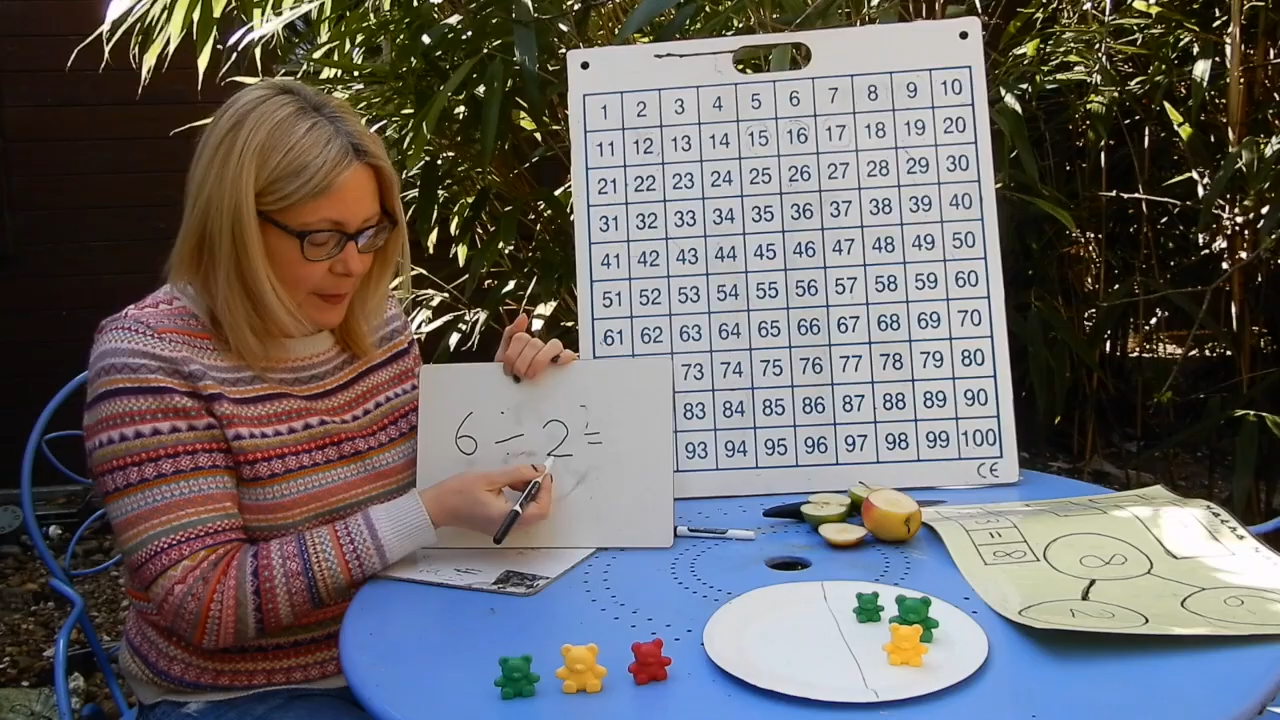 1 2 3 4 5 6 7 8 9 10
11 12 13 14 15 16 17 18 19 20
21 22 23 24 25 26 27 28 29 30
31 32 33 34 35 36 37 38 39 40
41 42 43 44 45 46 47 48 49 50
51 52 53 54 55 56 57 58 59 60
61 62 63 64 65 66 67 68 69 70
73 74 75 76 77 78 79 80
83 84 85 86 87 88 89 90
93 94 95 96 97 98 99 100
CE
6 ÷ 2 =
3
= 8
8
2 6